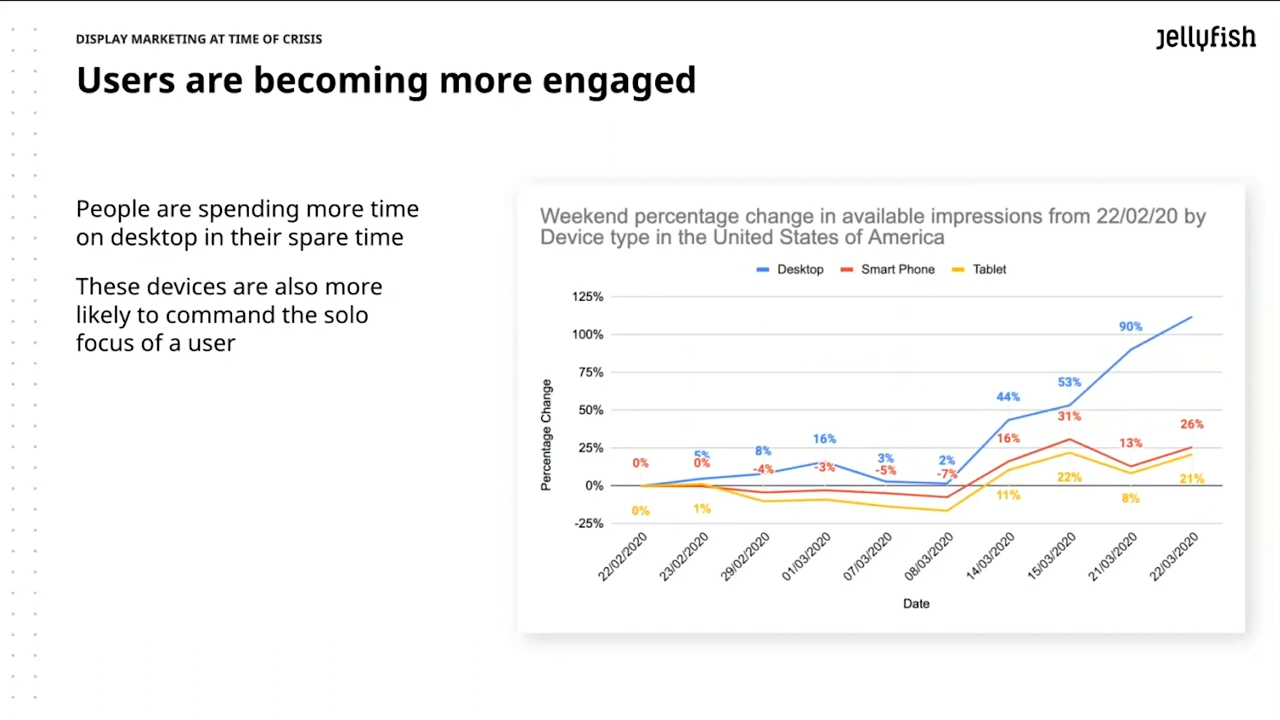 DISPLAY MARKETING AT TIME OF CRISIS
jellyfish
Users are becoming more engaged
People are spending more time
on desktop in their spare time
These devices are also more
likely to command the solo
focus of a user
Weekend percentage change in available impressions from 22/02/20 by
Device type in the United States of America
Desktop Smart Phone Tablet
Percentage Change
125%
100%
75%
50%
25%
0%
-25%
0% 5% 8% 16% 3% 2% 44% 53% 90%
0% -4% -3% -5% -7% 16% 31% 13% 26%
0% 1% 11% 22% 8% 21%
22/02/2020 23/02/2020 29/02/2020 01/03/2020 07/03/2020 08/03/2020 14/03/2020 15/03/2020 21/03/2020 22/03/2020
Date